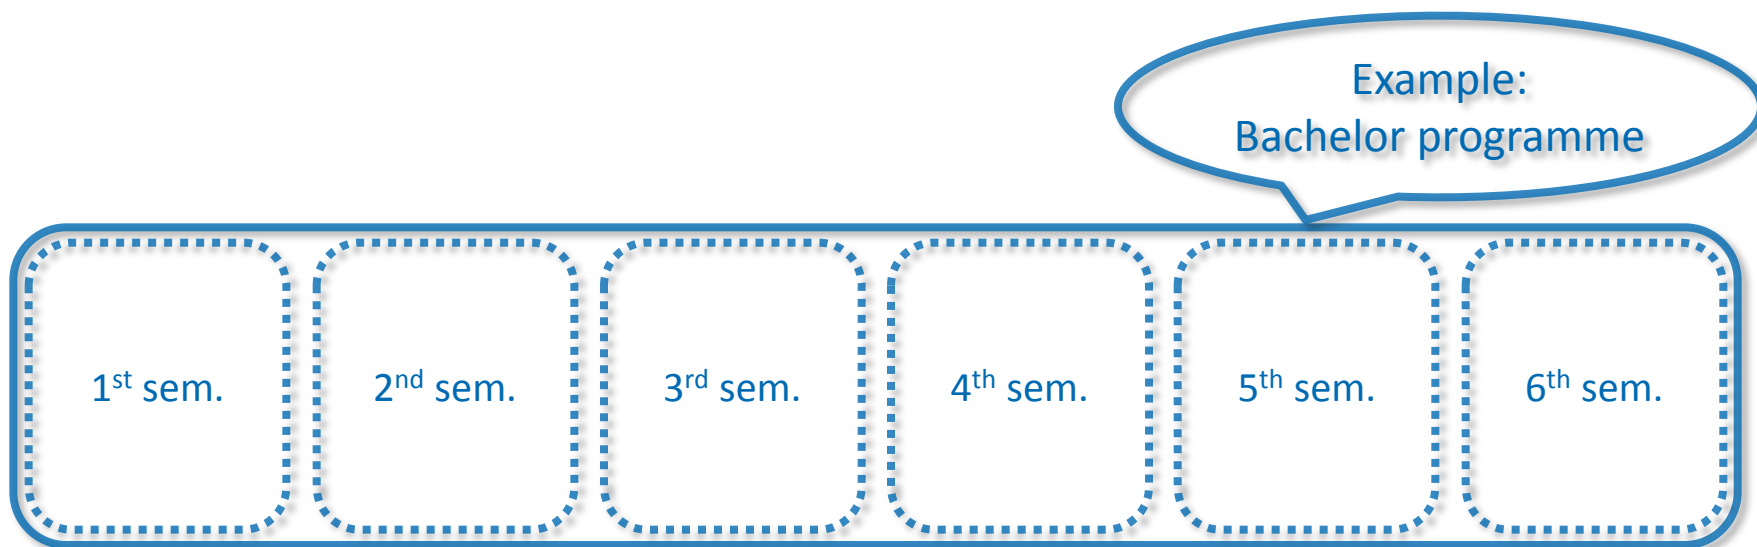 Example:
Bachelor programme
1st sem.
2nd sem.
3rd sem.
4th sem.
5th sem.
6th sem.